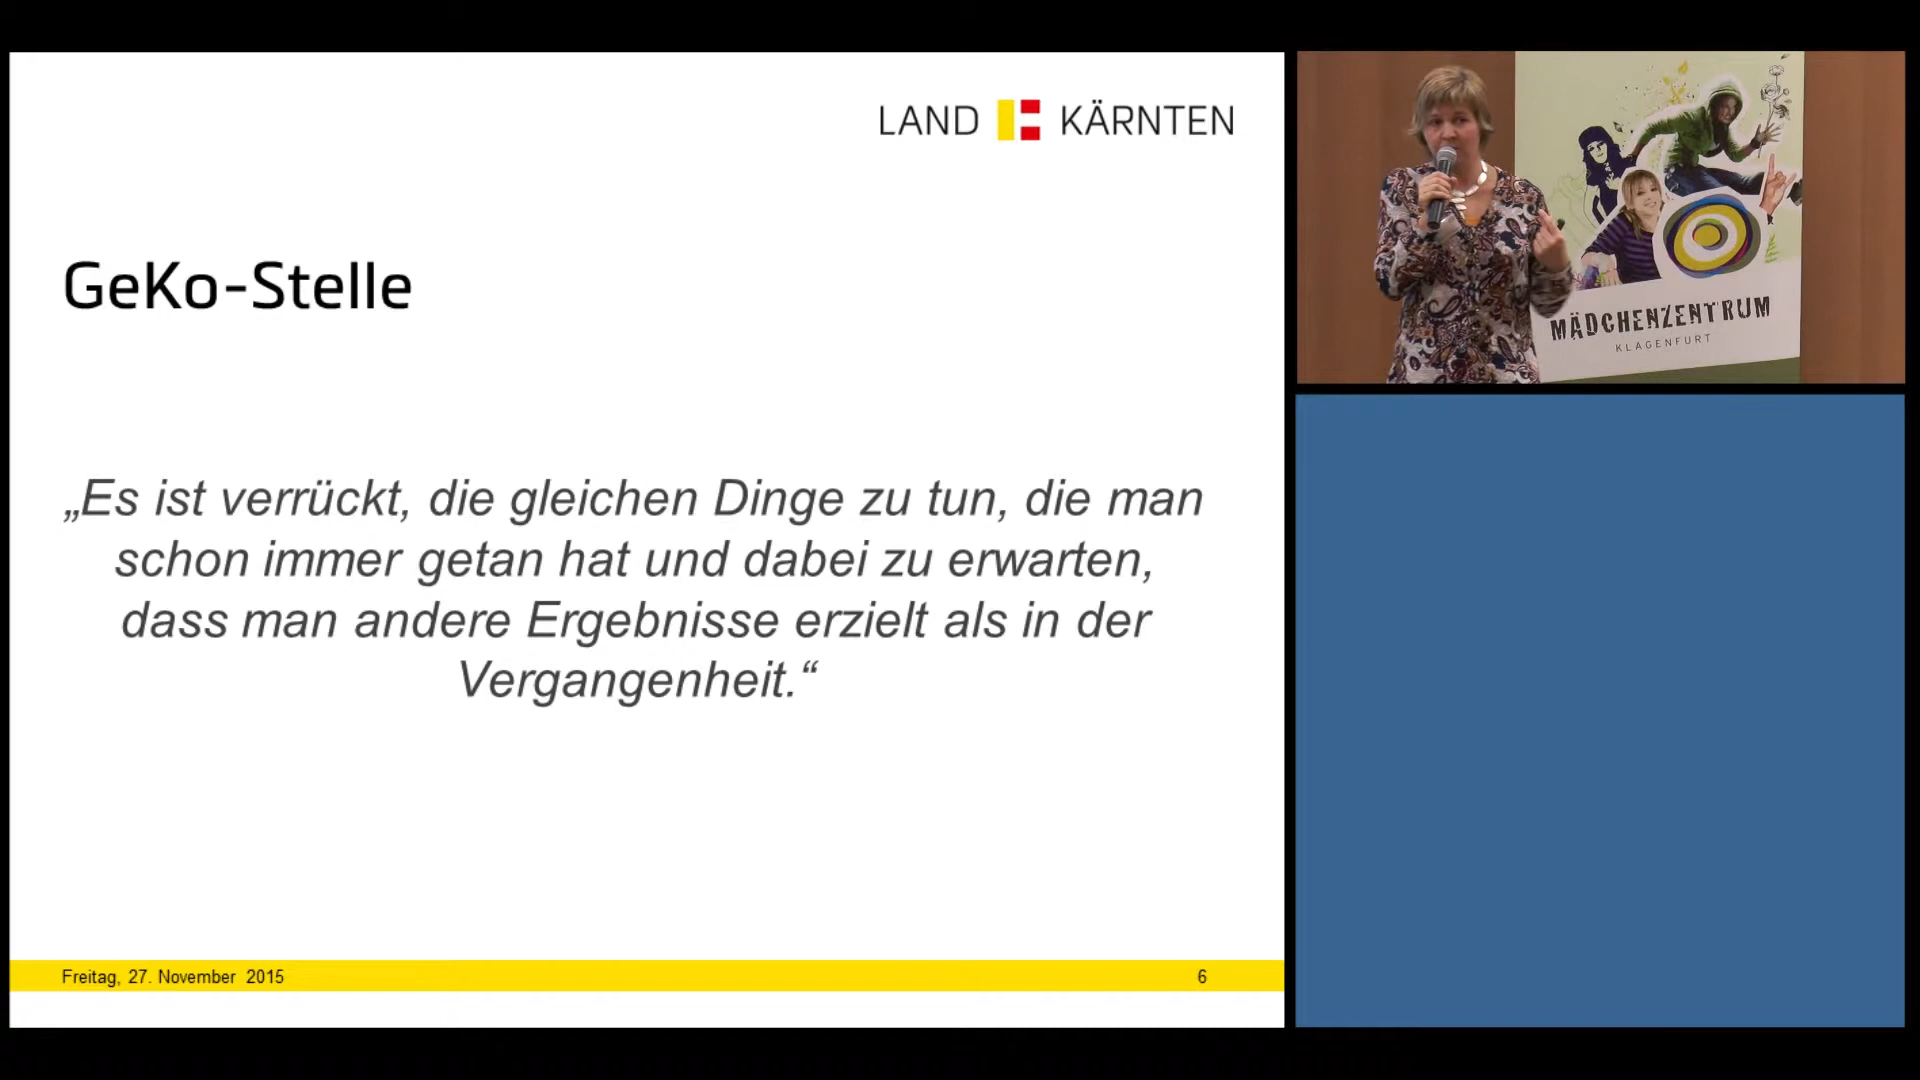 LAND KÄRNTEN
GeKo-Stelle
„Es ist verrückt, die gleichen Dinge zu tun, die man
schon immer getan hat und dabei zu erwarten,
dass man andere Ergebnisse erzielt als in der
Vergangenheit.“
Freitag, 27. November 2015
6
MÄDCHENZENTRUM
KLAGENFURT